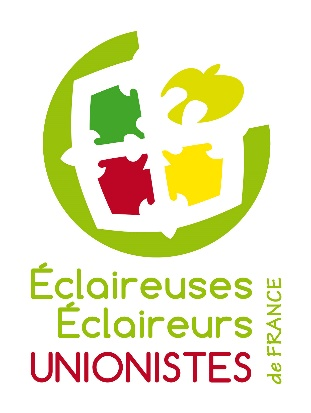 Éclaireuses
Éclaireurs
UNIONISTES
de FRANCE